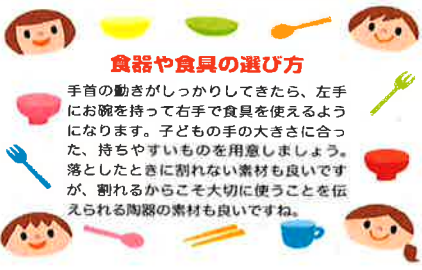 食器や食具の選び方
手首の動きがしっかりしてきたら、左手
にお碗を持って右手で食具を使えるよう
になります。子どもの手の大きさに合っ
た、持ちやすいものを用意しましょう。
落としたときに割れない素材も良いです
が、割れるからこそ大切に使うことを伝
えられる陶器の素材も良いですね。